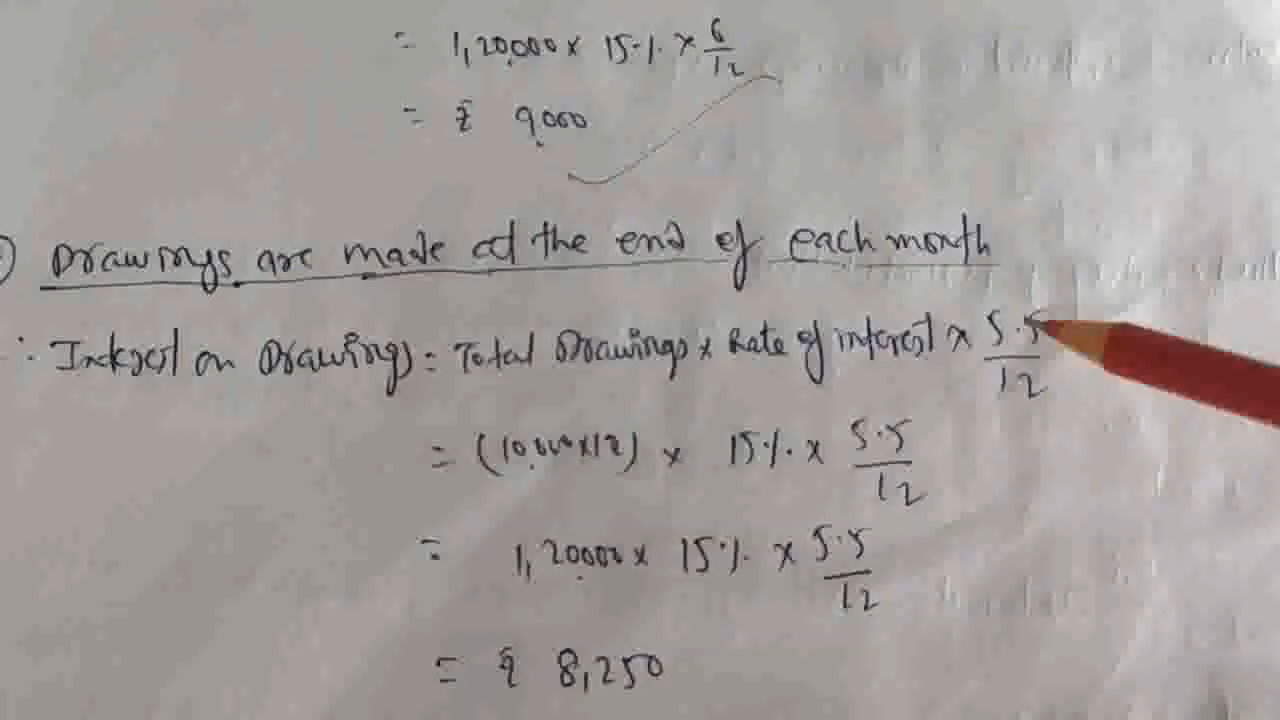 = 1,20,000 x 15% x 6/12
= ₹ 9,000
) Drawings are made at the end of each month
∴ Interest on Drawings = Total Drawings x Rate of interest x 5.5/12
= (10,000x12) x 15% x 5.5/12
= 1,20,000 x 15% x 5.5/12
= ₹ 8,250